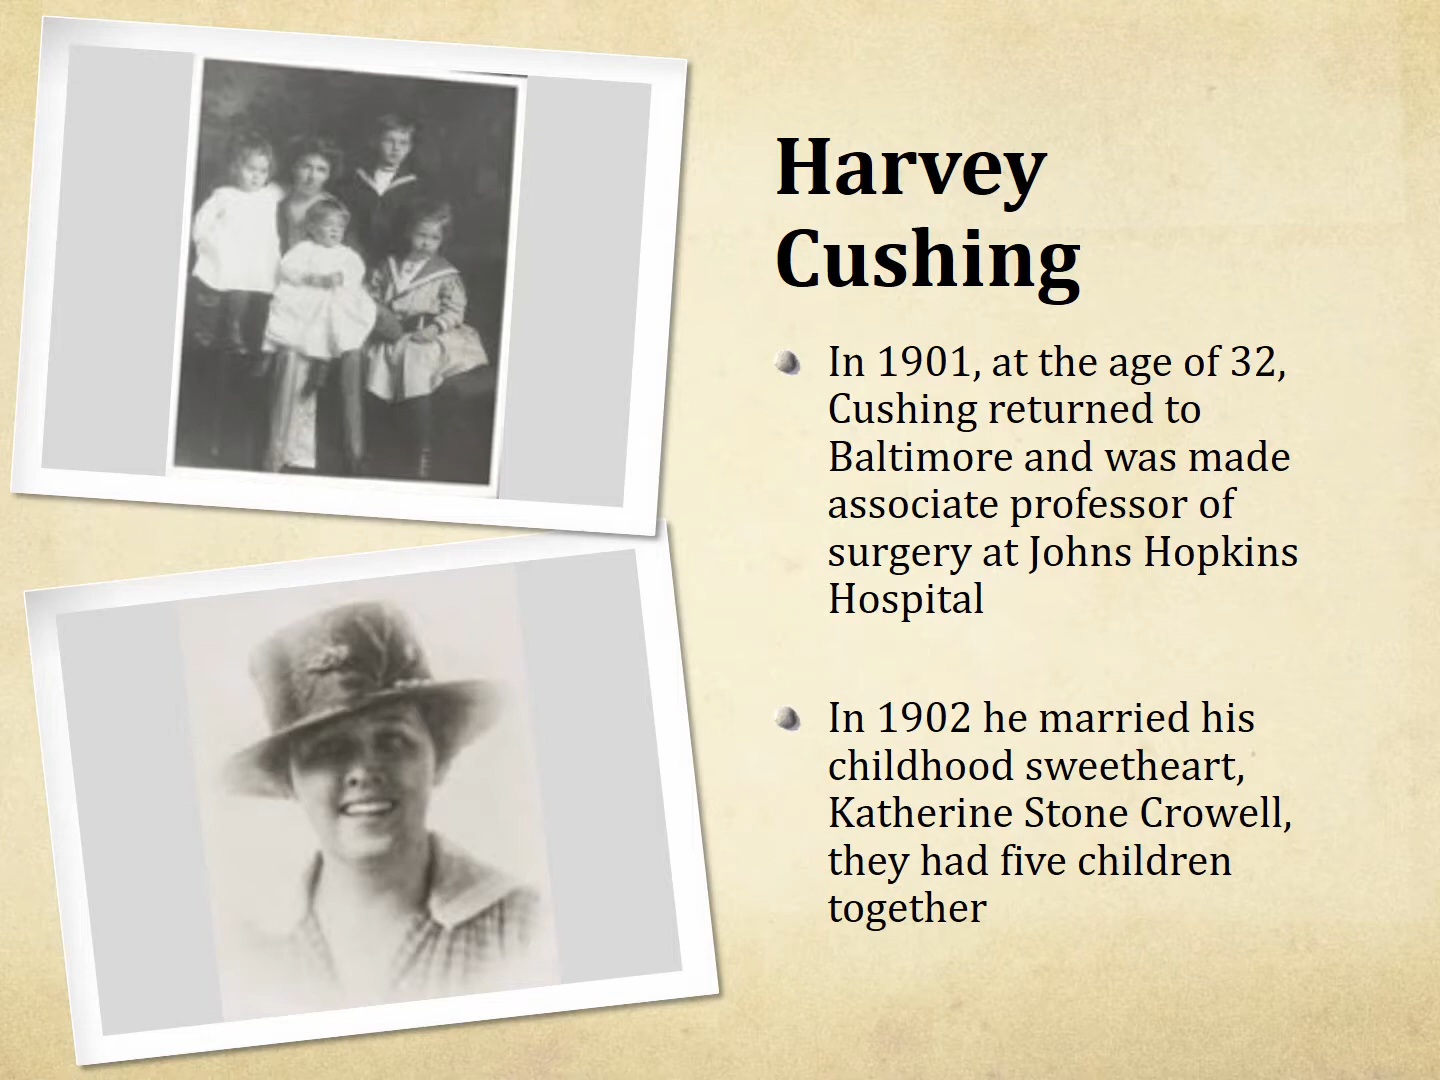 Harvey
Cushing
In 1901, at the age of 32,
Cushing returned to
Baltimore and was made
associate professor of
surgery at Johns Hopkins
Hospital
In 1902 he married his
childhood sweetheart,
Katherine Stone Crowell,
they had five children
together